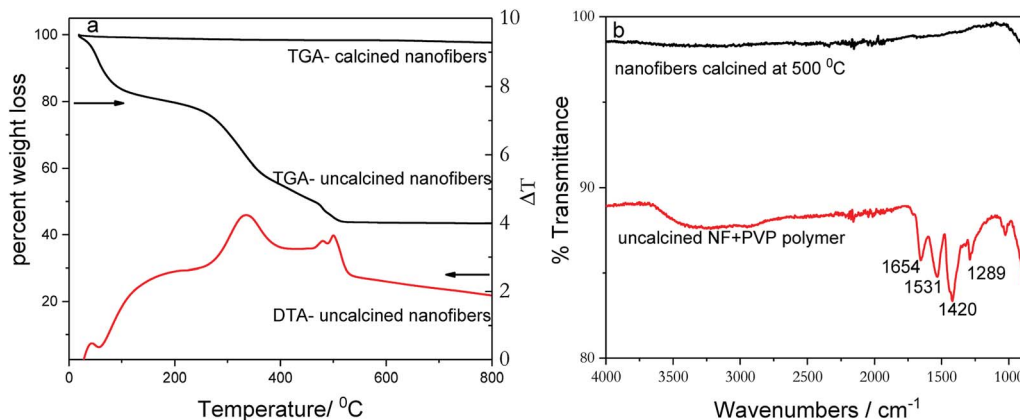 a
100
80
60
40
20
0
200
400
600
800
10
8
6
4
2
0
percent weight loss
ΔT
Temperature/ ⁰C
TGA- calcined nanofibers
TGA- uncalcined nanofibers
DTA- uncalcined nanofibers
b
100
90
80
4000
3500
3000
2500
2000
1500
1000
% Transmittance
Wavenumbers / cm⁻¹
nanofibers calcined at 500 ⁰C
uncalcined NF+PVP polymer
1654
1531
1420
1289